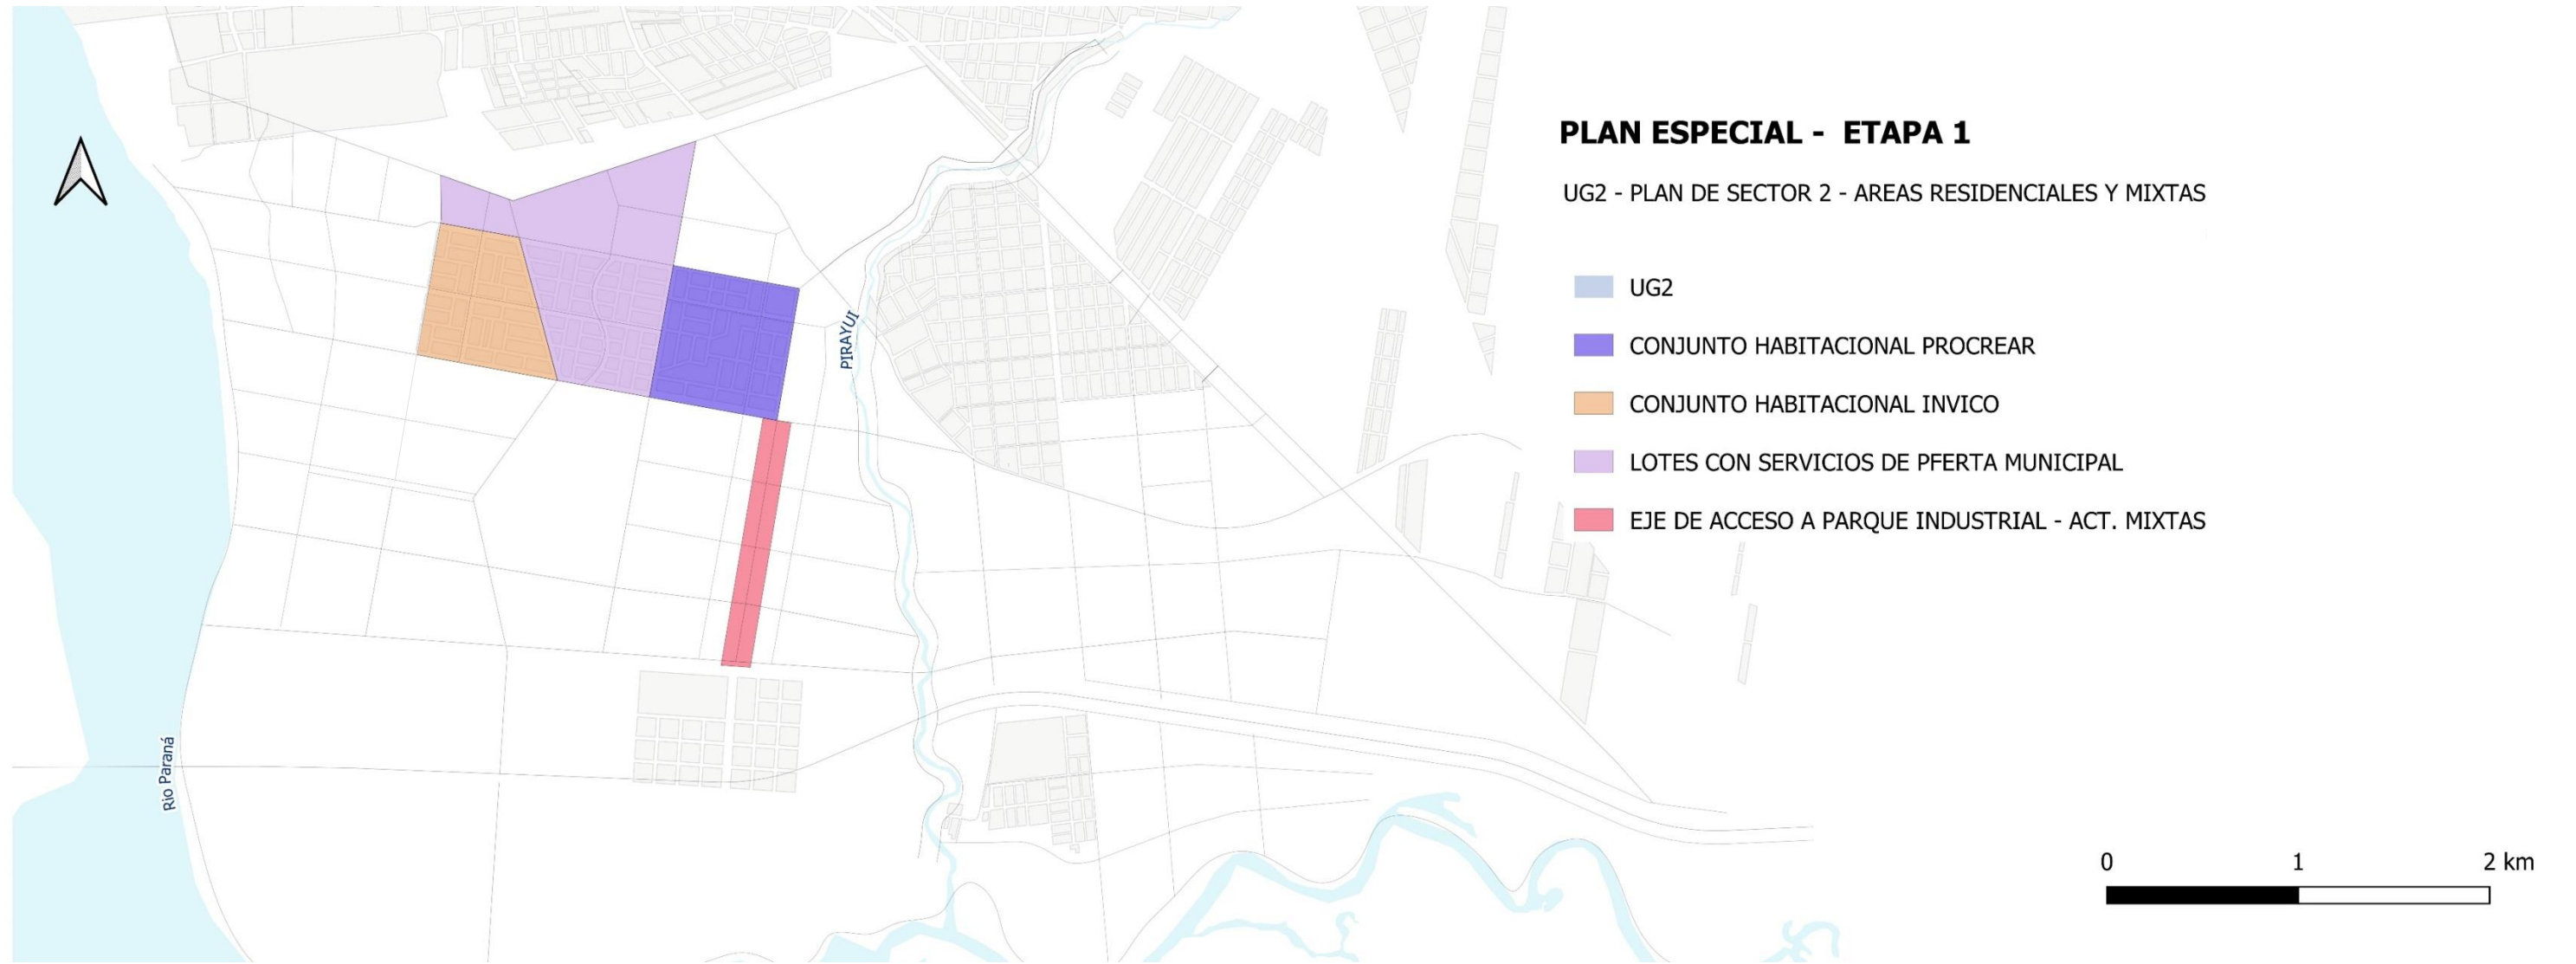 PLAN ESPECIAL - ETAPA 1
UG2 - PLAN DE SECTOR 2 - AREAS RESIDENCIALES Y MIXTAS
UG2
CONJUNTO HABITACIONAL PROCREAR
CONJUNTO HABITACIONAL INVICO
LOTES CON SERVICIOS DE PFERTA MUNICIPAL
EJE DE ACCESO A PARQUE INDUSTRIAL - ACT. MIXTAS
PIRAYUI
Rio Paraná
0 1 2 km